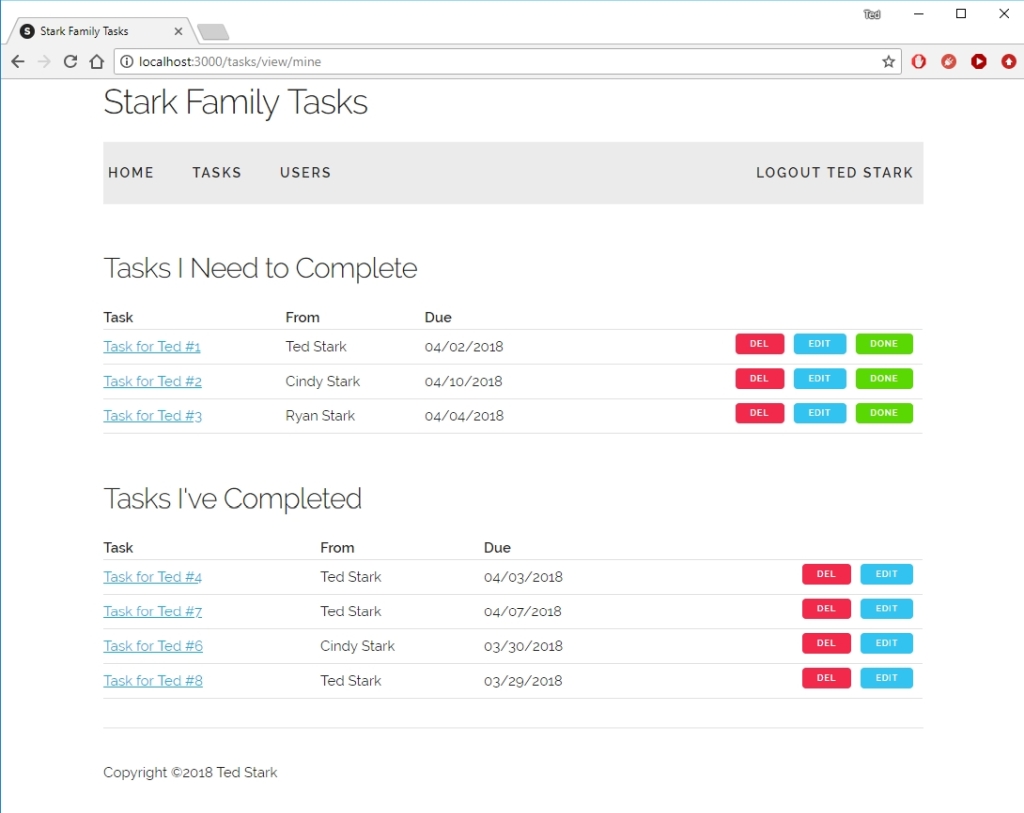 Ted
Stark Family Tasks
localhost:3000/tasks/view/mine
Stark Family Tasks
HOME TASKS USERS LOGOUT TED STARK
Tasks I Need to Complete
Task From Due
Task for Ted #1 Ted Stark 04/02/2018 DEL EDIT DONE
Task for Ted #2 Cindy Stark 04/10/2018 DEL EDIT DONE
Task for Ted #3 Ryan Stark 04/04/2018 DEL EDIT DONE
Tasks I've Completed
Task From Due
Task for Ted #4 Ted Stark 04/03/2018 DEL EDIT
Task for Ted #7 Ted Stark 04/07/2018 DEL EDIT
Task for Ted #6 Cindy Stark 03/30/2018 DEL EDIT
Task for Ted #8 Ted Stark 03/29/2018 DEL EDIT
Copyright ©2018 Ted Stark